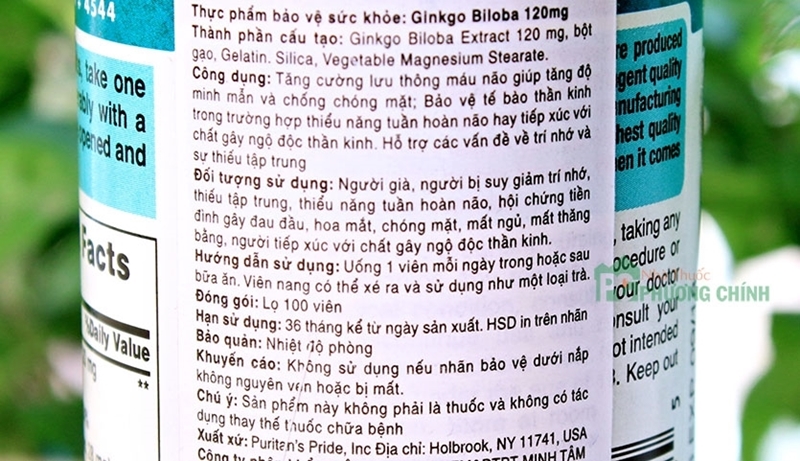 4544
take one
ably with a
opened and
Facts
%Daily Value
mg
**
Thực phẩm bảo vệ sức khỏe: Ginkgo Biloba 120mg
Thành phần cấu tạo: Ginkgo Biloba Extract 120 mg, bột
gạo, Gelatin. Silica, Vegetable Magnesium Stearate.
Công dụng: Tăng cường lưu thông máu não giúp tăng độ
minh mẫn và chống chóng mặt; Bảo vệ tế bào thần kinh
trong trường hợp thiếu năng tuần hoàn não hay tiếp xúc với
chất gây ngộ độc thần kinh. Hỗ trợ các vấn đề về trí nhớ và
sự thiếu tập trung
Đối tượng sử dụng: Người già, người bị suy giảm trí nhớ,
thiếu tập trung, thiểu năng tuần hoàn não, hội chứng tiền
đình gây đau đầu, hoa mắt, chóng mặt, mất ngủ, mất thăng
bằng, người tiếp xúc với chất gây ngộ độc thần kinh.
Hướng dẫn sử dụng: Uống 1 viên mỗi ngày trong hoặc sau
bữa ăn. Viên nang có thể xé ra và sử dụng như một loại trà.
Đóng gói: Lọ 100 viên
Hạn sử dụng: 36 tháng kể từ ngày sản xuất. HSD in trên nhãn
Bảo quản: Nhiệt độ phòng
Khuyến cáo: Không sử dụng nếu nhãn bảo vệ dưới nắp
không nguyên vẹn hoặc bị mất.
Chú ý: Sản phẩm này không phải là thuốc và không có tác
dụng thay thế thuốc chữa bệnh
Xuất xứ: Puritan's Pride, Inc Địa chỉ: Holbrook, NY 11741, USA
MINH TÂM
re produced
gent quality
nufacturing
hest quality
en it comes
taking any
ocedure or
our doctor
nsult your
ot intended
Keep out
5
Nhà Thuốc
PHƯƠNG CHÍNH